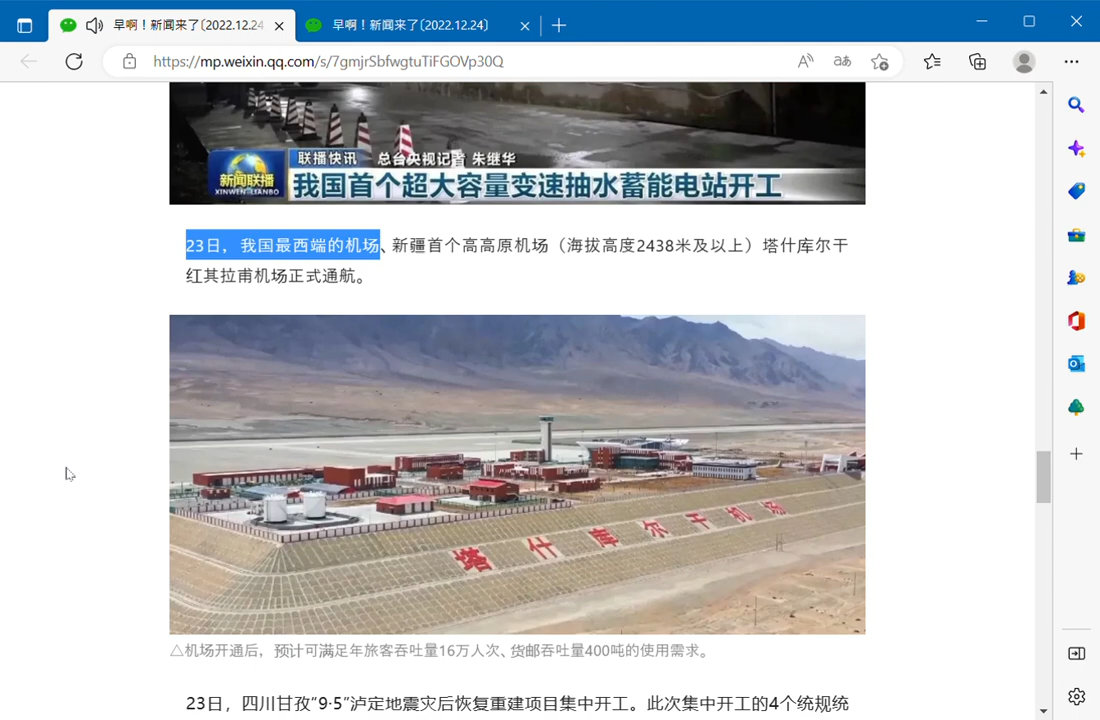 早啊！新闻来了〔2022.12.24
早啊！新闻来了〔2022.12.24〕
https://mp.weixin.qq.com/s/7gmjrSbfwgtuTiFGOVp30Q
联播快讯 总台央视记者 朱继华
新闻联播
XINWEN LIANBO
我国首个超大容量变速抽水蓄能电站开工
23日，我国最西端的机场、新疆首个高高原机场（海拔高度2438米及以上）塔什库尔干
红其拉甫机场正式通航。
塔什库尔干机场
△机场开通后，预计可满足年旅客吞吐量16万人次、货邮吞吐量400吨的使用需求。
23日，四川甘孜“9·5”泸定地震灾后恢复重建项目集中开工。此次集中开工的4个统规统